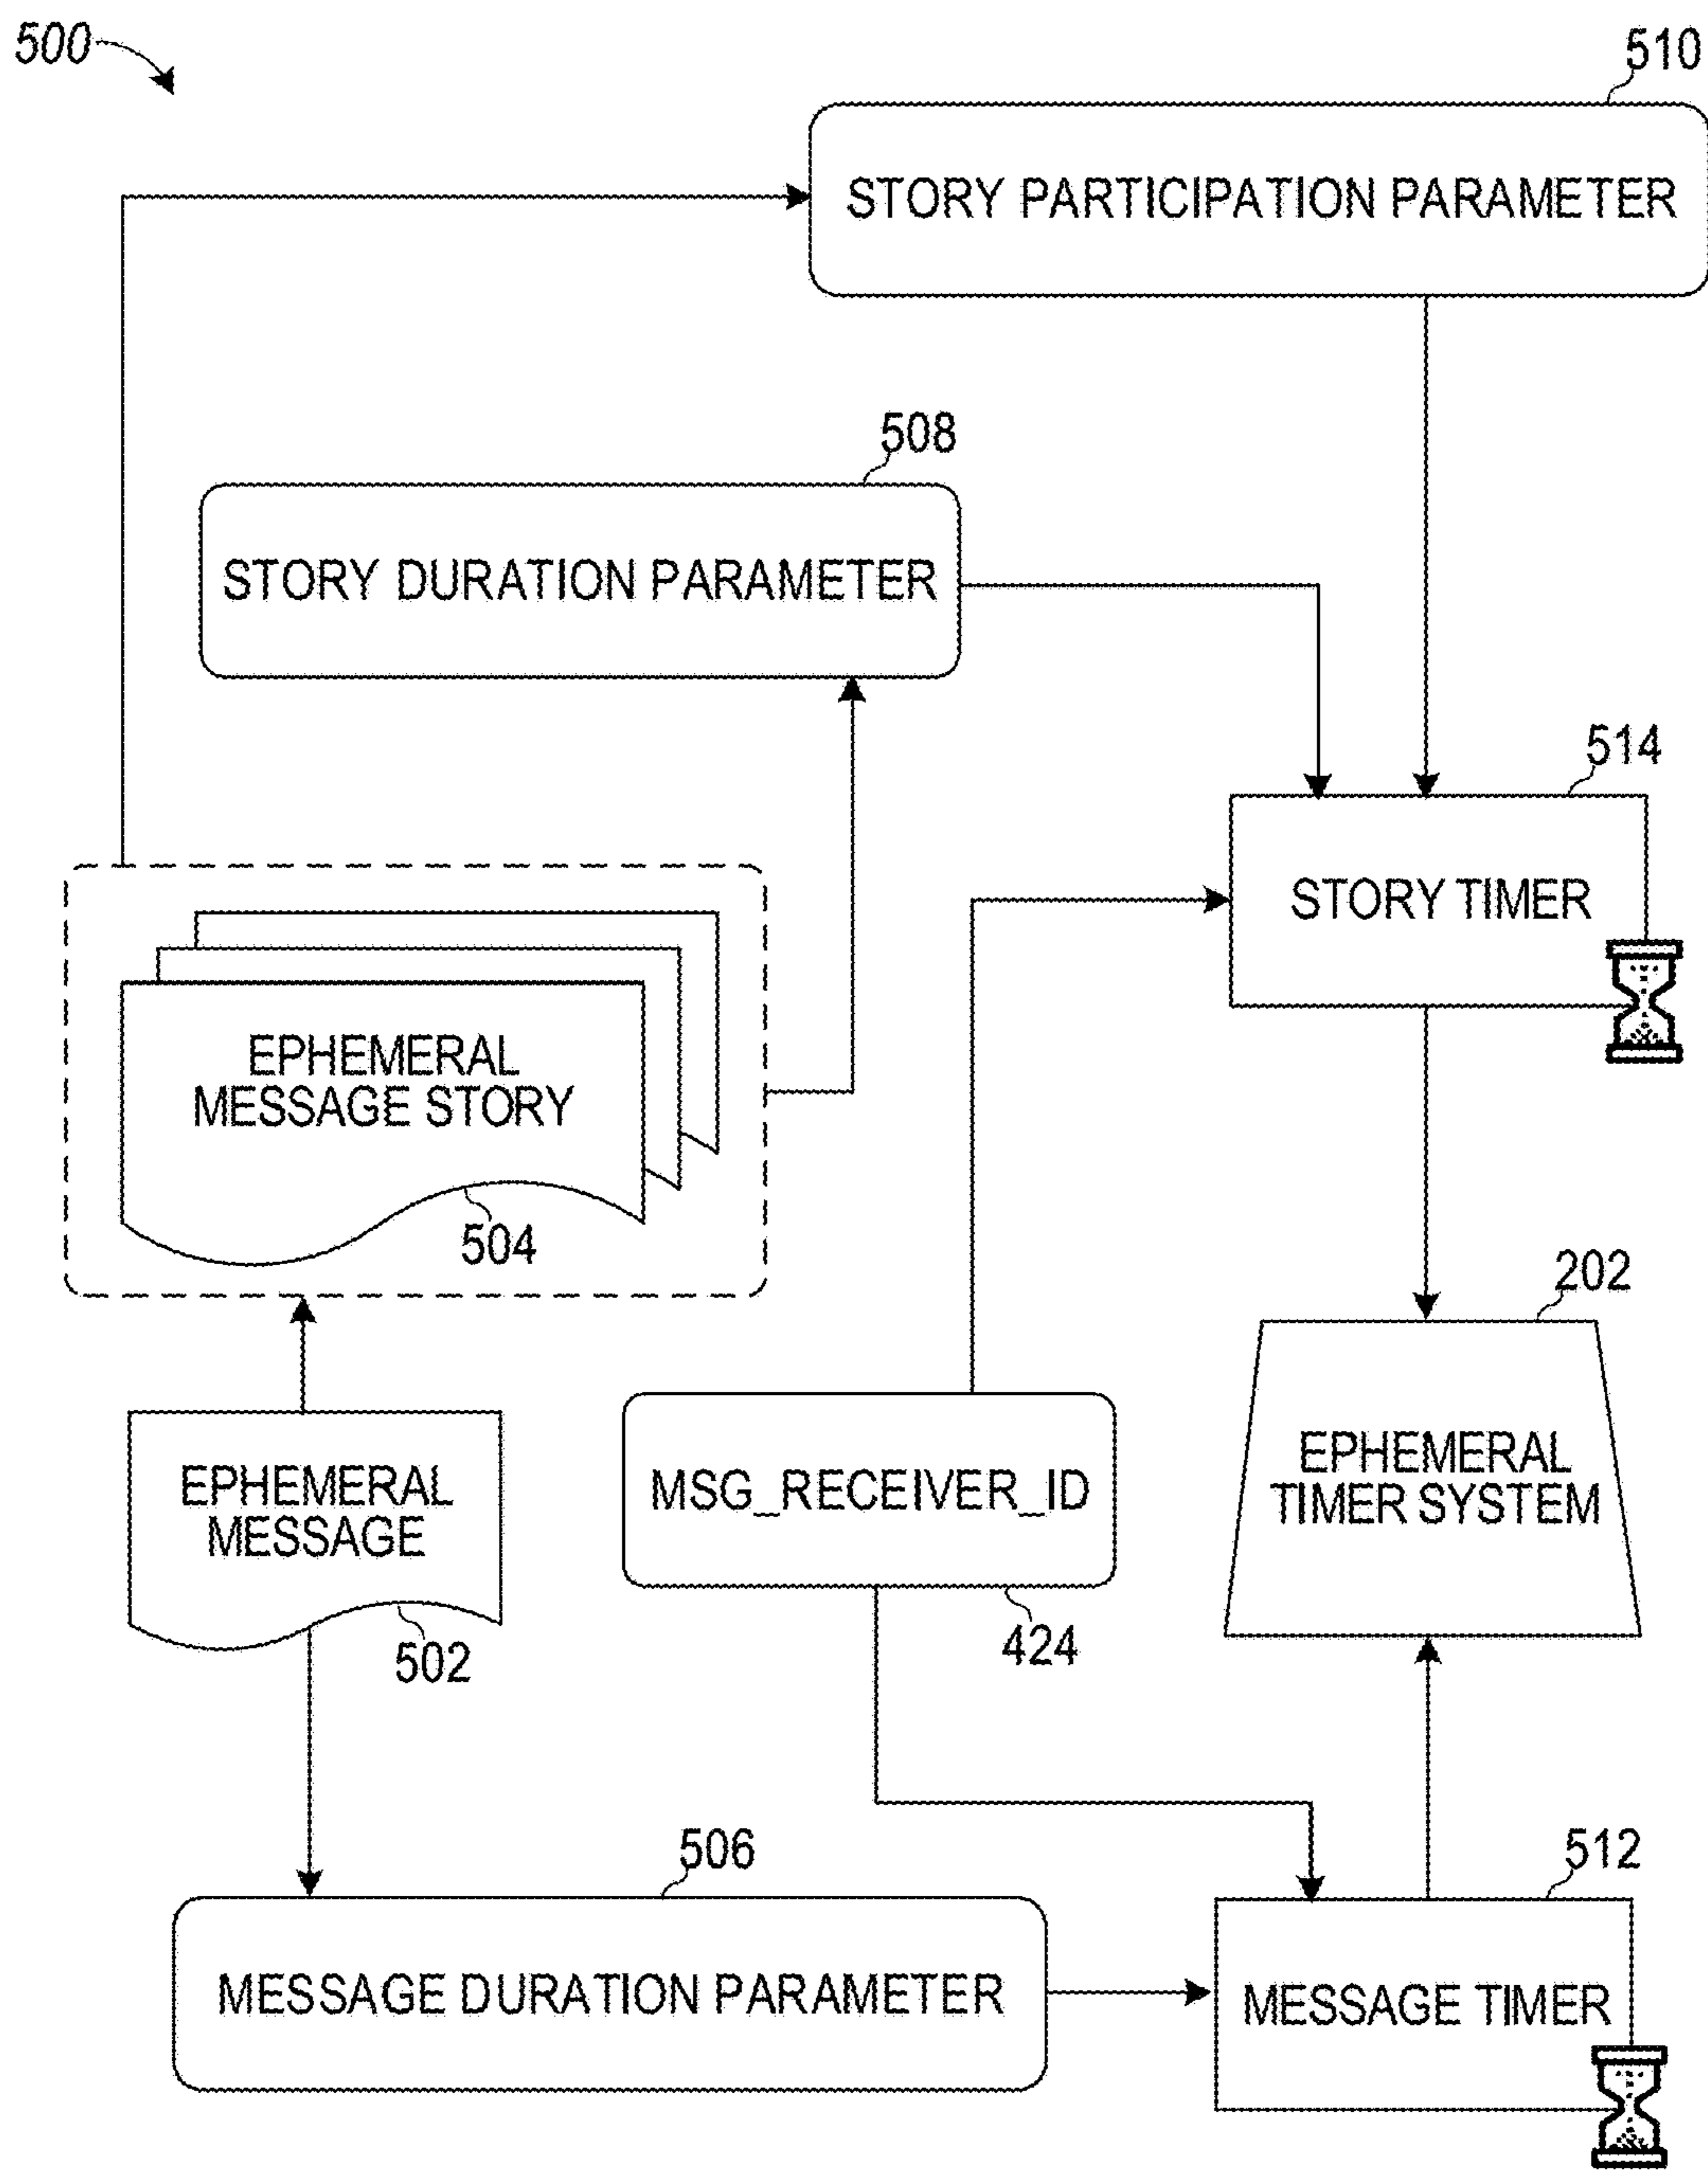 500
510
STORY PARTICIPATION PARAMETER
508
STORY DURATION PARAMETER
514
STORY TIMER
EPHEMERAL
MESSAGE STORY
504
202
EPHEMERAL
TIMER SYSTEM
EPHEMERAL
MESSAGE
502
MSG_RECEIVER_ID
424
506
MESSAGE DURATION PARAMETER
512
MESSAGE TIMER